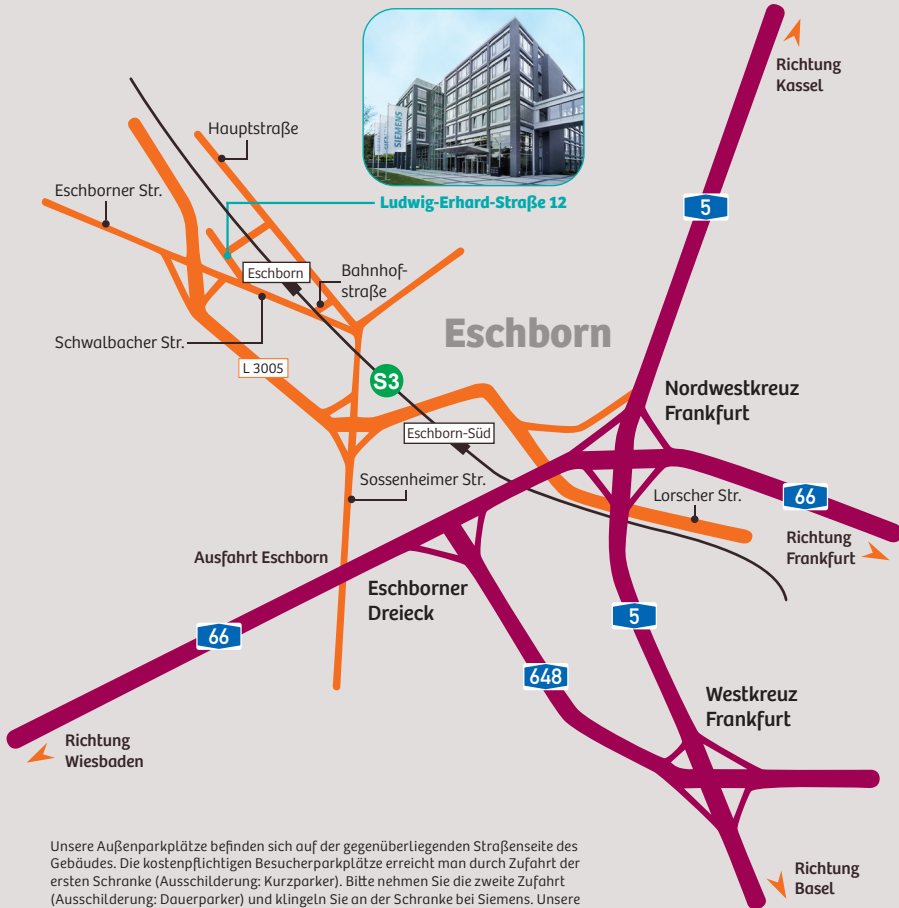 Richtung
Kassel
Hauptstraße
SIEMENS
Eschborner Str.
Ludwig-Erhard-Straße 12
5
Eschborn
Bahnhof-
straße
Eschborn
Schwalbacher Str.
L 3005
S3
Nordwestkreuz
Frankfurt
Eschborn-Süd
Sossenheimer Str.
Lorscher Str.
66
Richtung
Frankfurt
Ausfahrt Eschborn
Eschborner
Dreieck
5
66
648
Westkreuz
Frankfurt
Richtung
Wiesbaden
Richtung
Basel
Unsere Außenparkplätze befinden sich auf der gegenüberliegenden Straßenseite des
Gebäudes. Die kostenpflichtigen Besucherparkplätze erreicht man durch Zufahrt der
ersten Schranke (Ausschilderung: Kurzparker). Bitte nehmen Sie die zweite Zufahrt
(Ausschilderung: Dauerparker) und klingeln Sie an der Schranke bei Siemens. Unsere